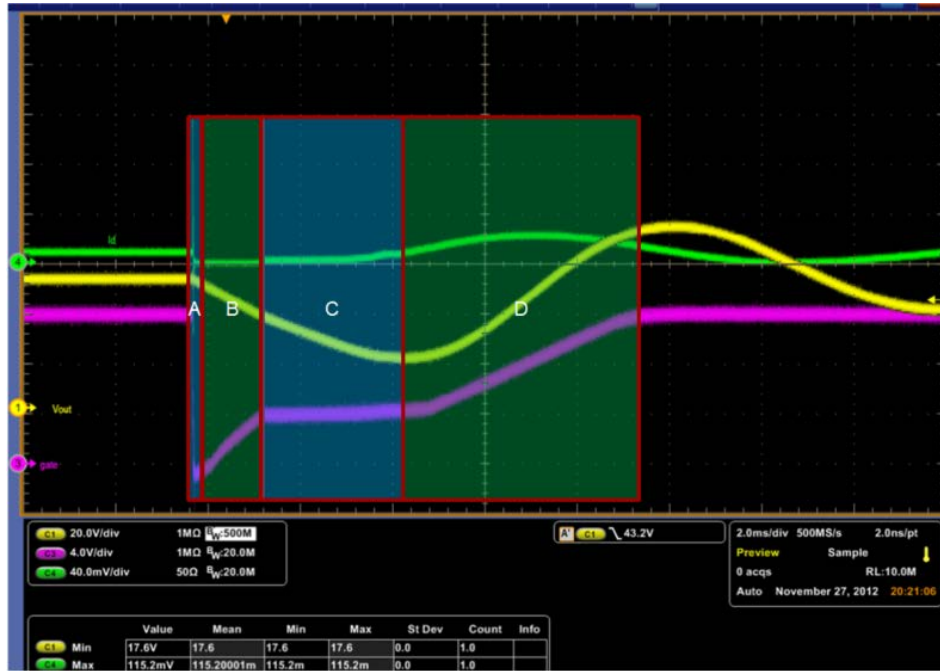 Id
4
A B C D
1 Vout
3 gate
C1 20.0V/div 1MΩ BW:500M
C3 4.0V/div 1MΩ BW:20.0M
C4 40.0mV/div 50Ω BW:20.0M
A' C1 43.2V
2.0ms/div 500MS/s 2.0ns/pt
Preview Sample
0 acqs RL:10.0M
Auto November 27, 2012 20:21:06
Value Mean Min Max St Dev Count Info
C1 Min 17.6V 17.6 17.6 17.6 0.0 1.0
C4 Max 115.2mV 115.20001m 115.2m 115.2m 0.0 1.0